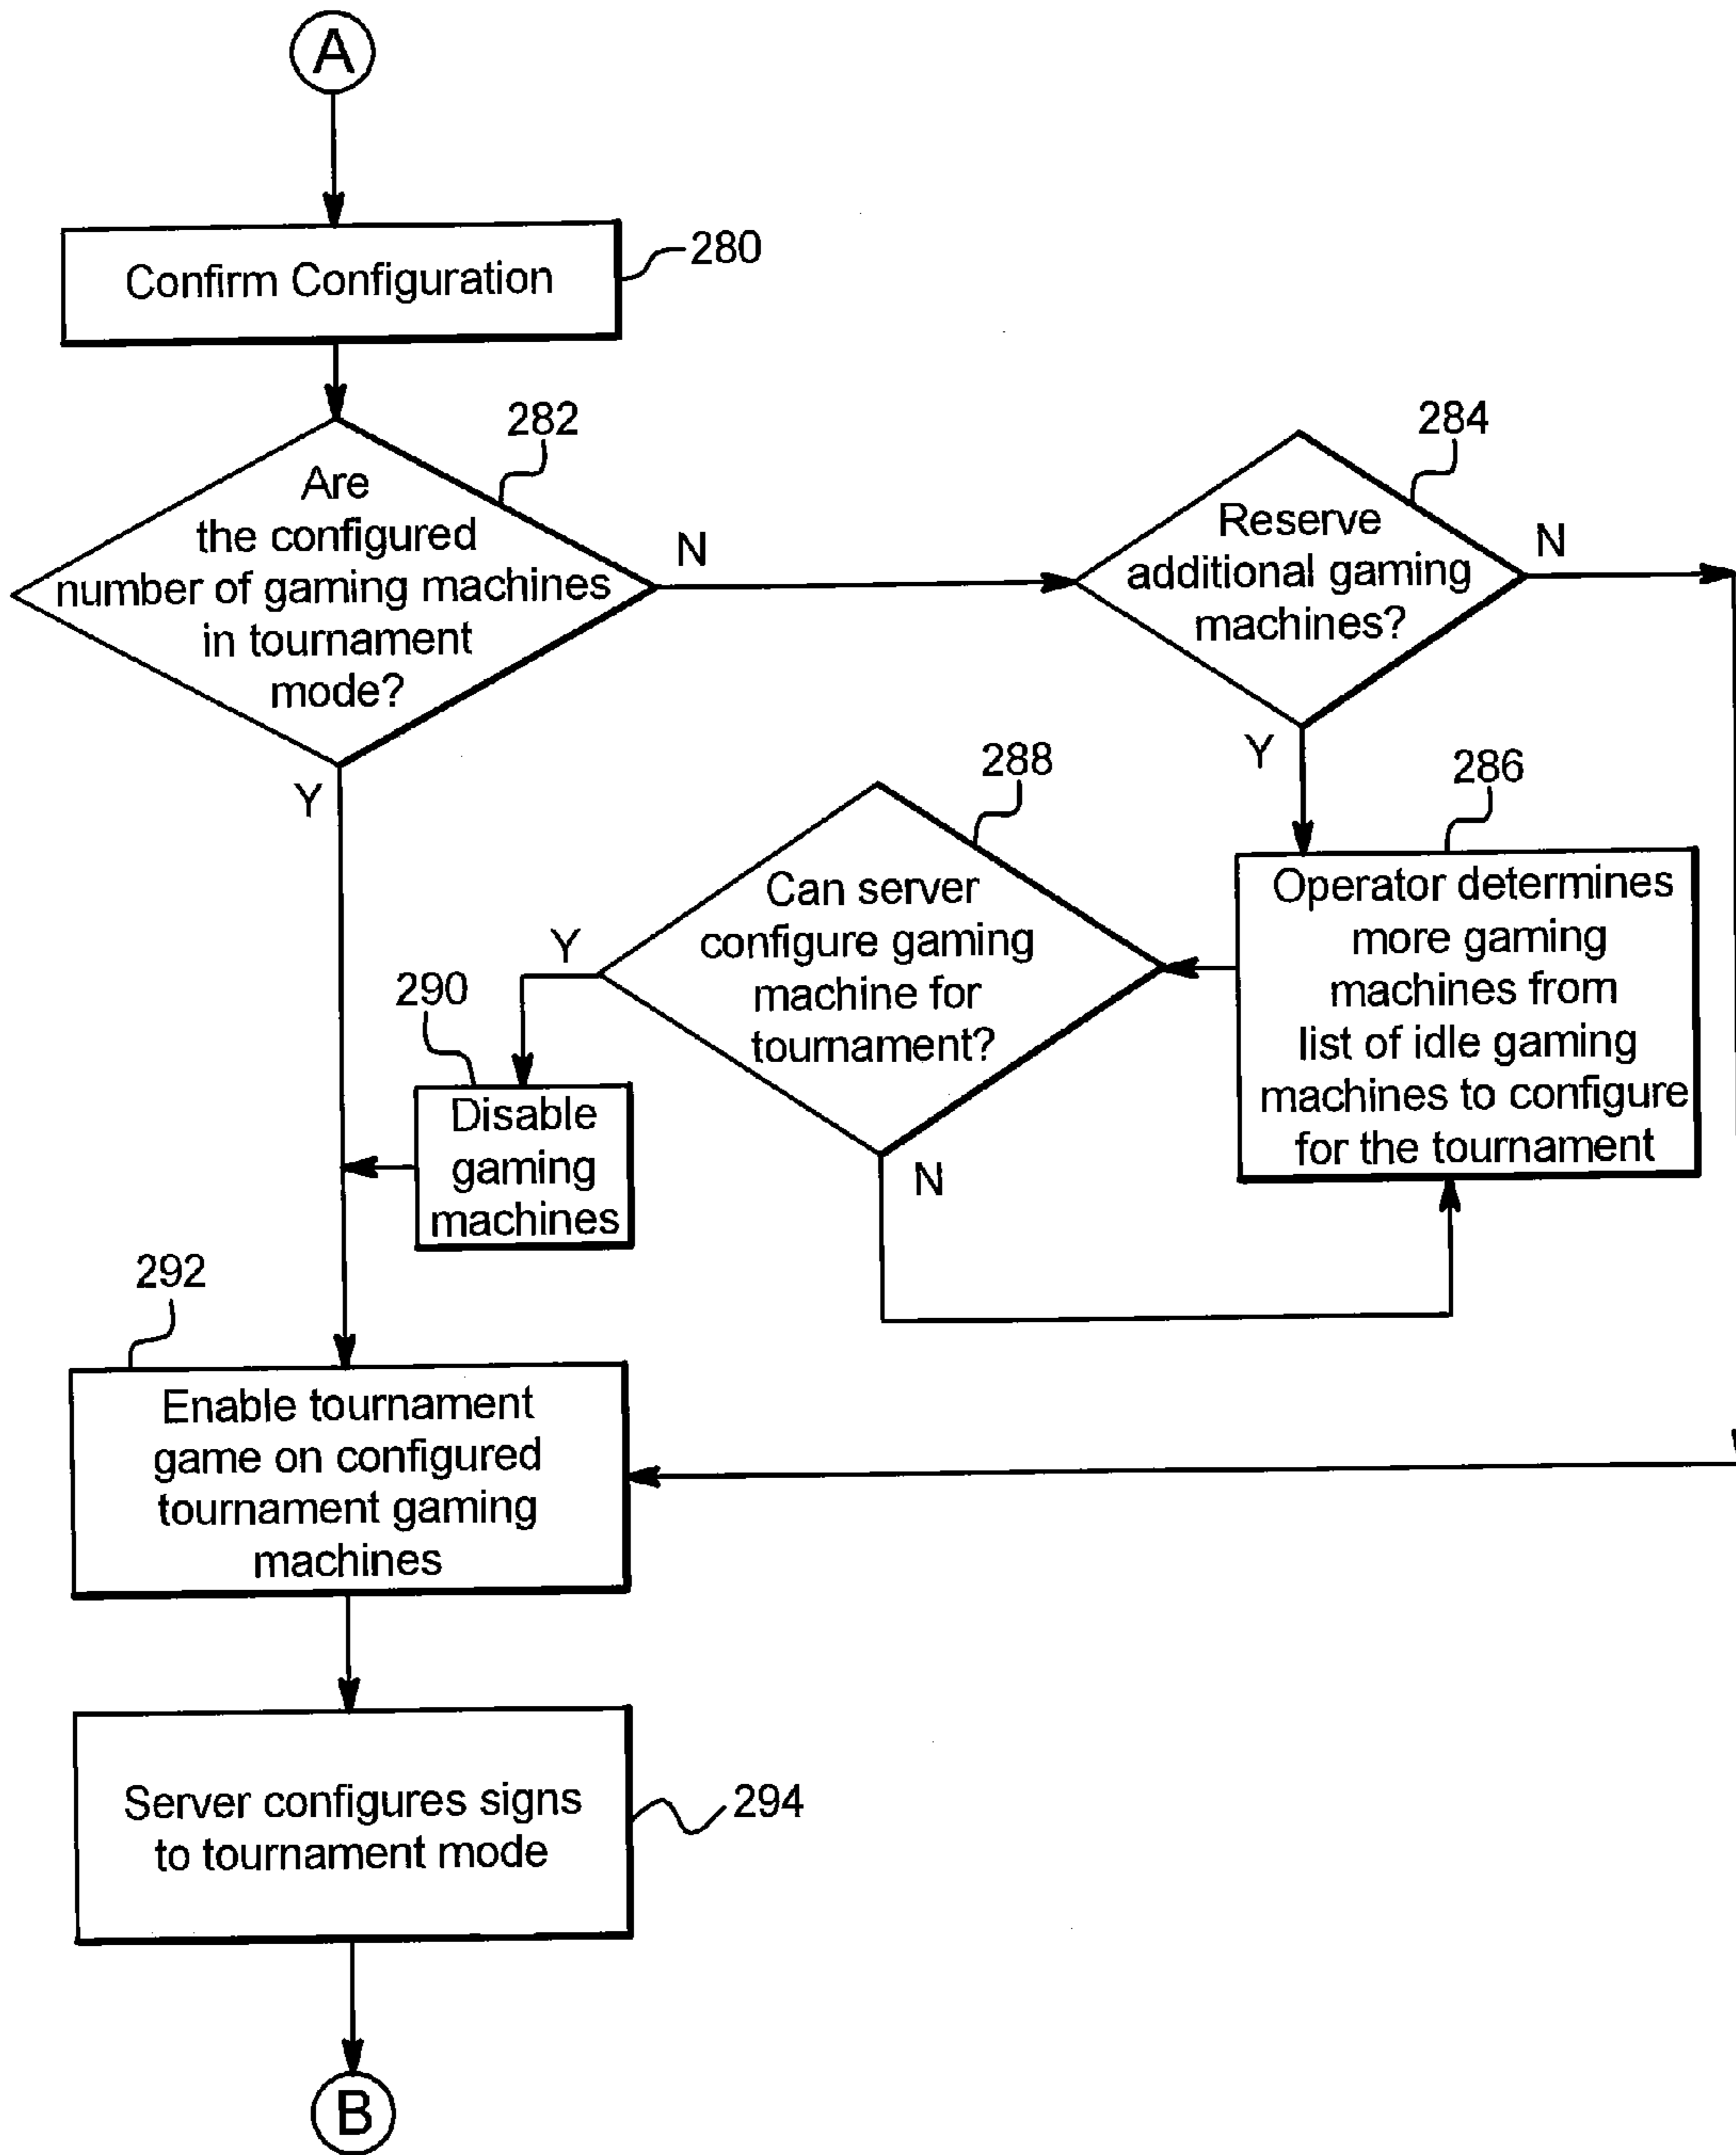 A
Confirm Configuration
280
282
Are
the configured
number of gaming machines
in tournament
mode?
N
Y
284
Reserve
additional gaming
machines?
N
Y
286
Operator determines
more gaming
machines from
list of idle gaming
machines to configure
for the tournament
288
Can server
configure gaming
machine for
tournament?
Y
N
290
Disable
gaming
machines
292
Enable tournament
game on configured
tournament gaming
machines
Server configures signs
to tournament mode
294
B